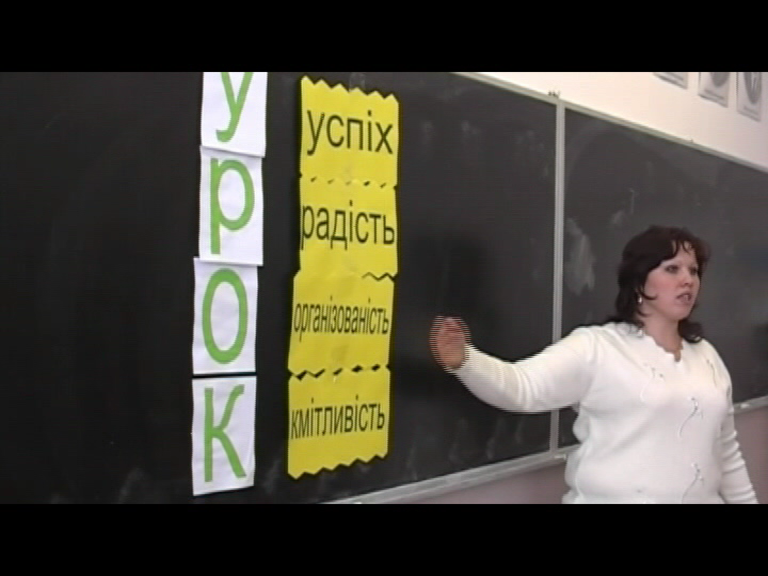 у
р
о
к
успіх
радість
організованість
кмітливість